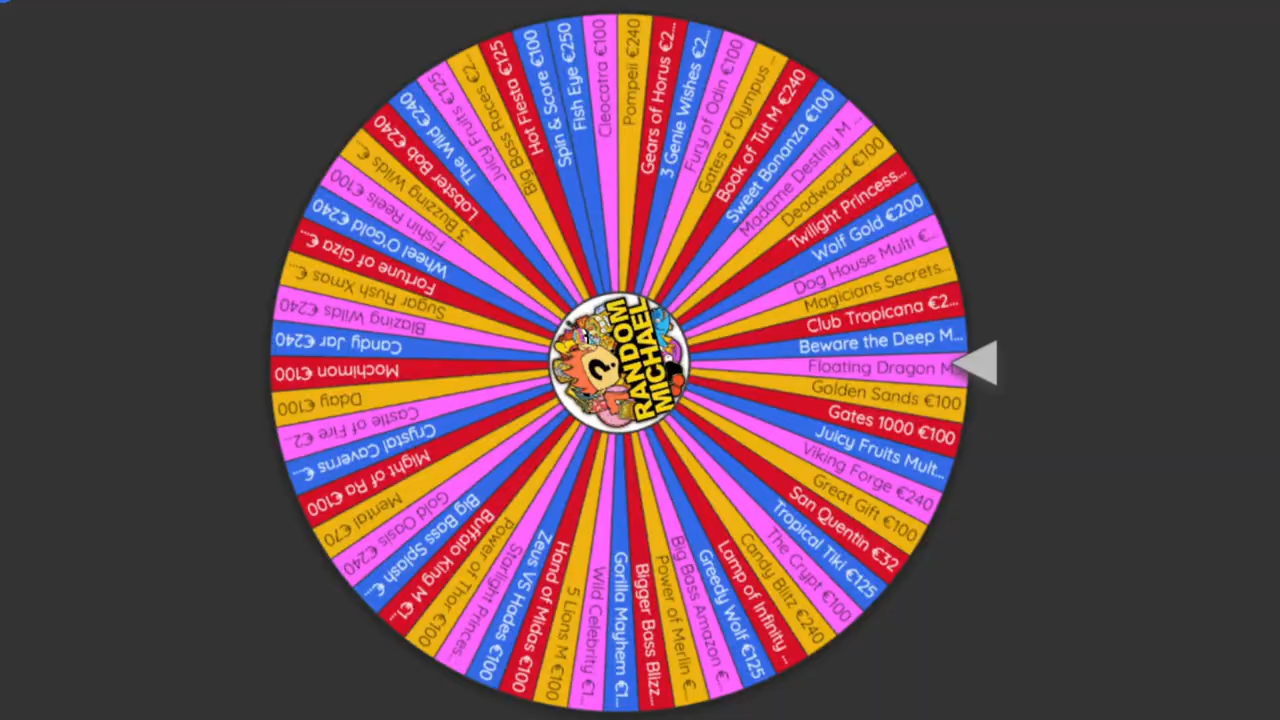 Cleocatra €100
Pompeii €240
Gears of Horus €2...
3 Genie Wishes €2...
Fury of Odin €100
Gates of Olympus ...
Book of Tut M €240
Sweet Bonanza €100
Madame Destiny M ...
Deadwood €100
Twilight Princess...
Wolf Gold €200
Dog House Multi €...
Magicians Secrets...
Club Tropicana €2...
Beware the Deep M...
Floating Dragon M
Golden Sands €100
Gates 1000 €100
Juicy Fruits Mult...
Viking Forge €240
Great Gift €100
San Quentin €32
Tropical Tiki €125
The Crypt €100
Candy Blitz €240
Lamp of Infinity ...
Greedy Wolf €125
Big Bass Amazon €...
Power of Merlin €...
Bigger Bass Blizz...
Gorilla Mayhem €1...
Wild Celebrity €1...
5 Lions M €100
Hand of Midas €100
Zeus VS Hades €100
Starlight Princes...
Power of Thor €100
Buffalo King M €1...
Big Bass Splash €...
Gold Oasis €240
Mental €70
Might of Ra €100
Crystal Caverns €...
Castle of Fire €2...
Dday €100
Mochimon €100
Candy Jar €240
Blazing Wilds €240
Sugar Rush Xmas €...
Fortune of Giza €...
Wheel O'Gold €240
Fishin Reels €100
3 Buzzing Wilds €...
Lobster Bob €240
The Wild €240
Juicy Fruits €125
Big Bass Races €2...
Hot Fiesta €125
Spin & Score €100
Fish Eye €250
RANDOM
MICHAEL
?